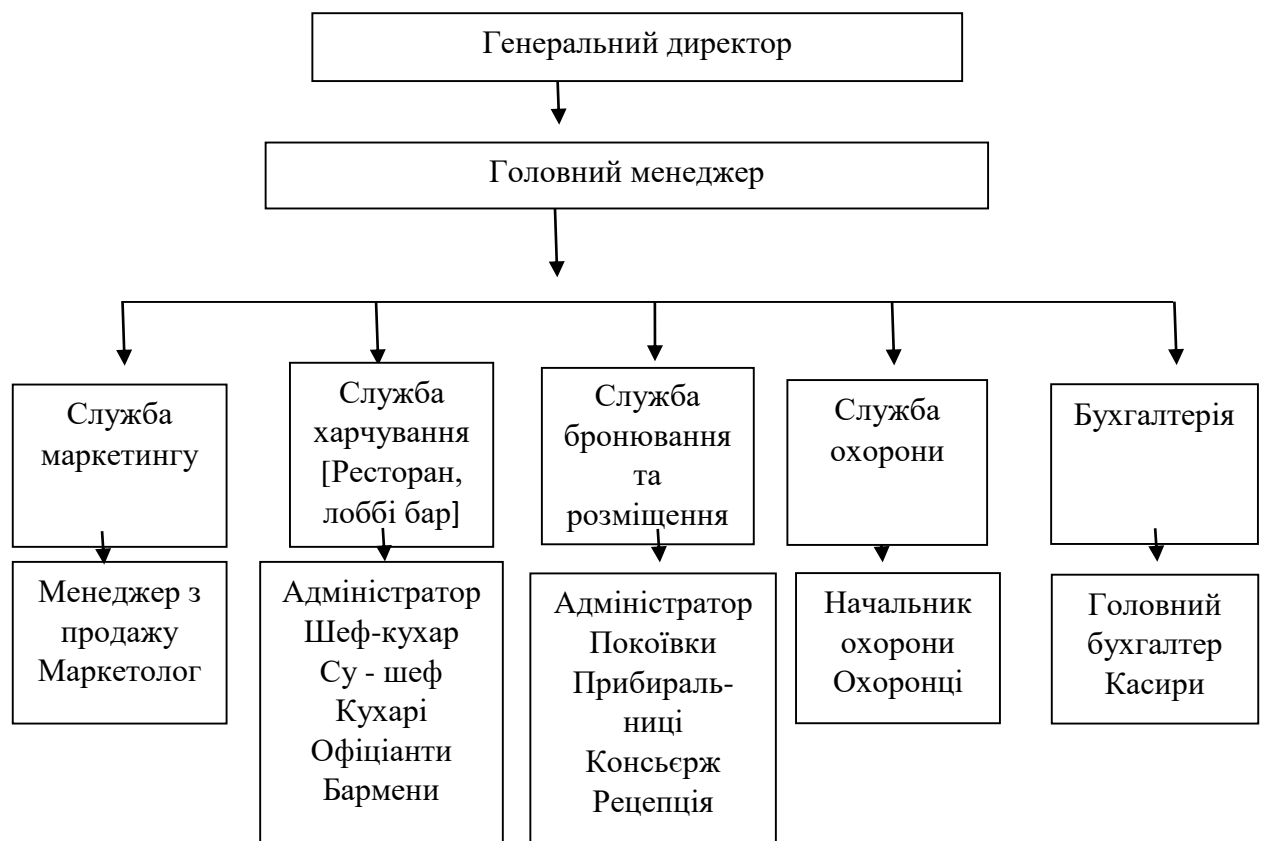 Генеральний директор
Головний менеджер
Служба
маркетингу
Служба
харчування
[Ресторан,
лоббі бар]
Служба
бронювання
та
розміщення
Служба
охорони
Бухгалтерія
Менеджер з
продажу
Маркетолог
Адміністратор
Шеф-кухар
Су - шеф
Кухарі
Офіціанти
Бармени
Адміністратор
Покоївки
Прибираль-
ниці
Консьєрж
Рецепція
Начальник
охорони
Охоронці
Головний
бухгалтер
Касири